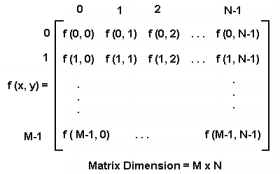 0 1 2 N-1
0 f (0, 0) f (0, 1) f (0, 2) ... f (0, N-1)
1 f (1, 0) f (1, 1) f (1, 2) ... f (1, N-1)
f (x, y) = . .
. .
. .
M-1 f ( M-1, 0) ... f (M-1, N-1)
Matrix Dimension = M x N